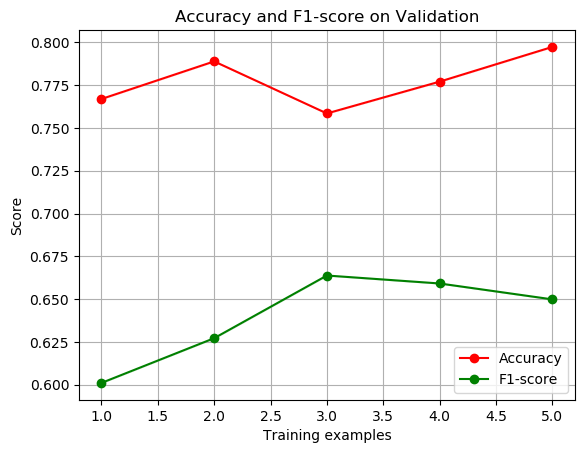 Accuracy and F1-score on Validation
0.800
0.775
0.750
0.725
0.700
0.675
0.650
0.625
0.600
Score
1.0 1.5 2.0 2.5 3.0 3.5 4.0 4.5 5.0
Training examples
Accuracy
F1-score